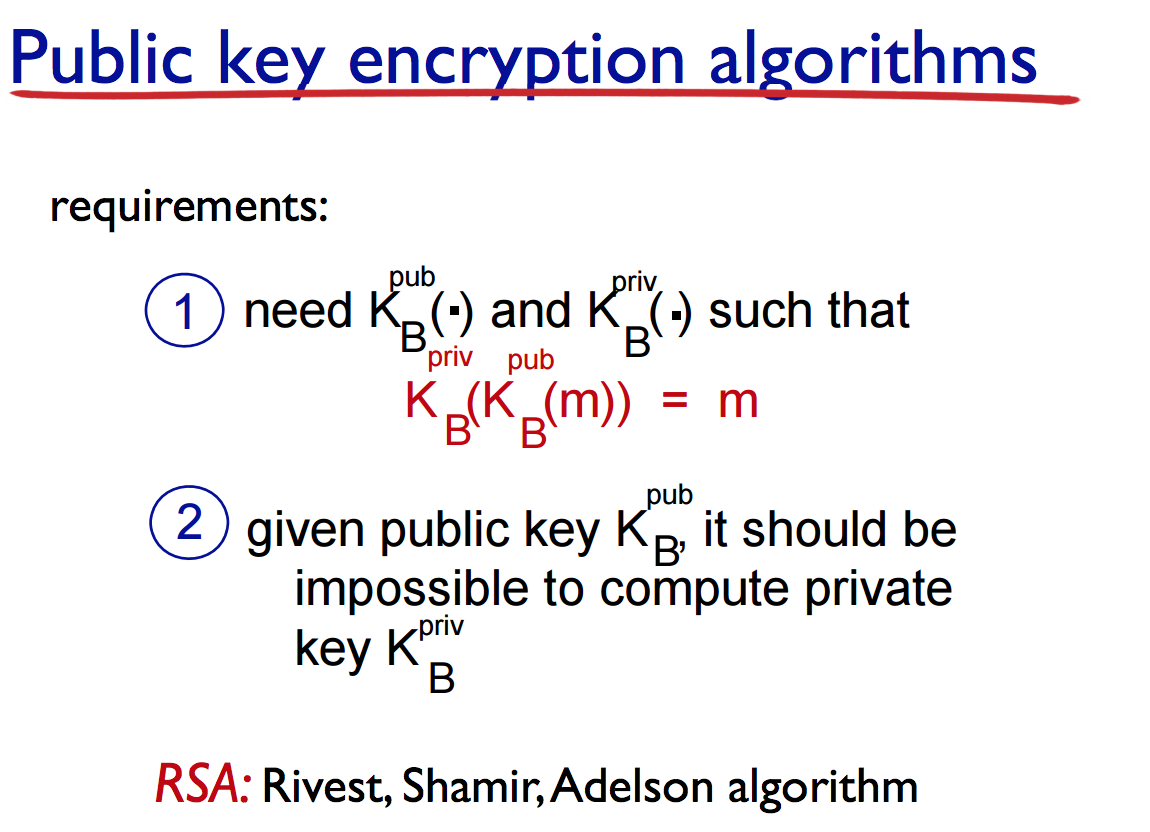 Public key encryption algorithms
requirements:
1 need K_B^pub(·) and K_B^priv(·) such that
K_B^priv(K_B^pub(m)) = m
2 given public key K_B^pub, it should be
impossible to compute private
key K_B^priv
RSA: Rivest, Shamir, Adelson algorithm